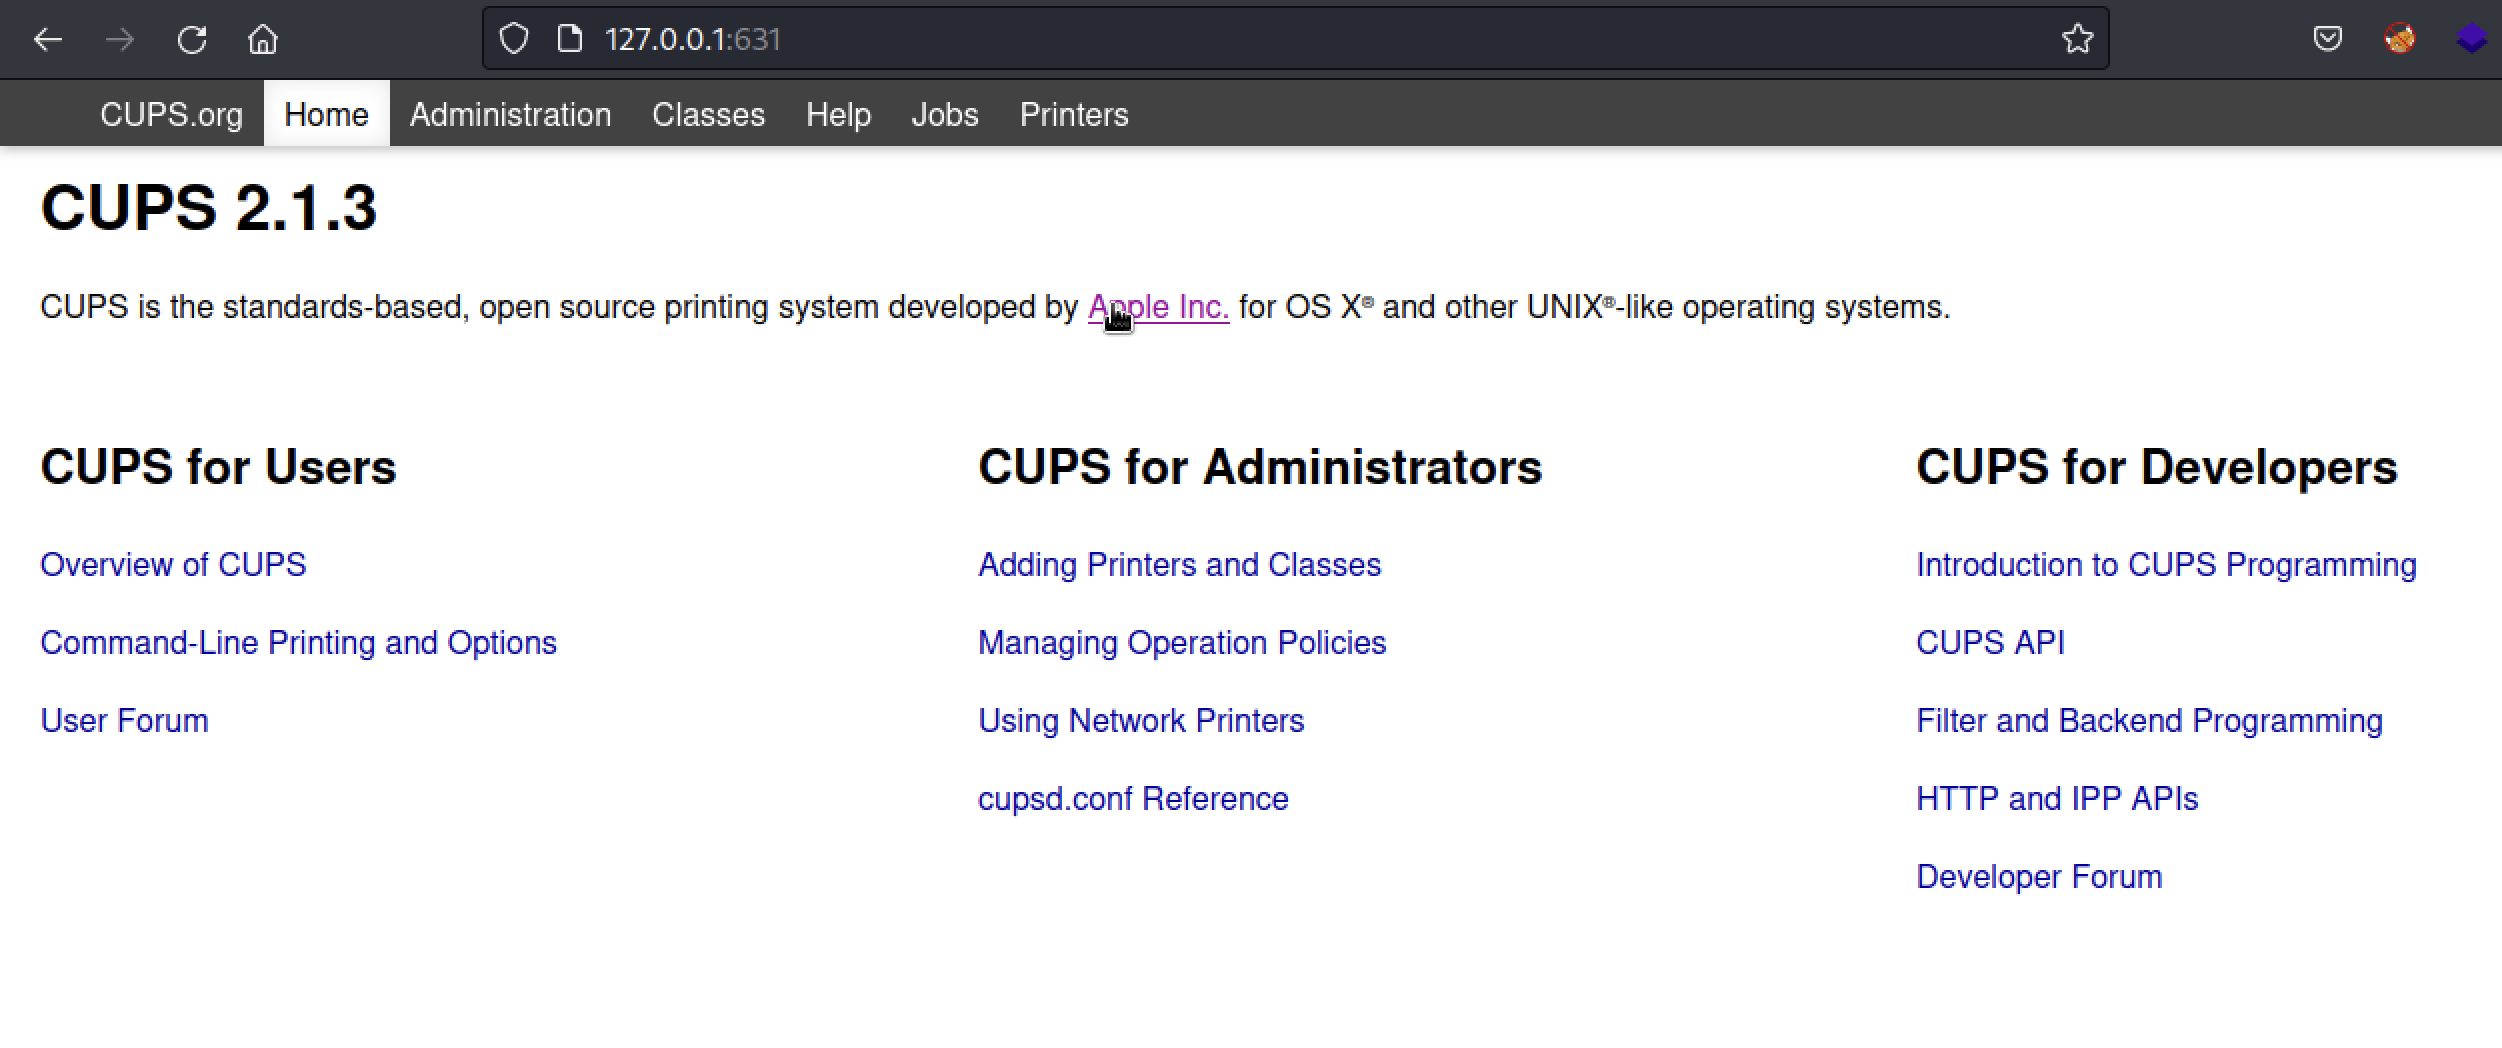 127.0.0.1:631
CUPS.org Home Administration Classes Help Jobs Printers
CUPS 2.1.3
CUPS is the standards-based, open source printing system developed by Apple Inc. for OS X® and other UNIX®-like operating systems.
CUPS for Users
Overview of CUPS
Command-Line Printing and Options
User Forum
CUPS for Administrators
Adding Printers and Classes
Managing Operation Policies
Using Network Printers
cupsd.conf Reference
CUPS for Developers
Introduction to CUPS Programming
CUPS API
Filter and Backend Programming
HTTP and IPP APIs
Developer Forum